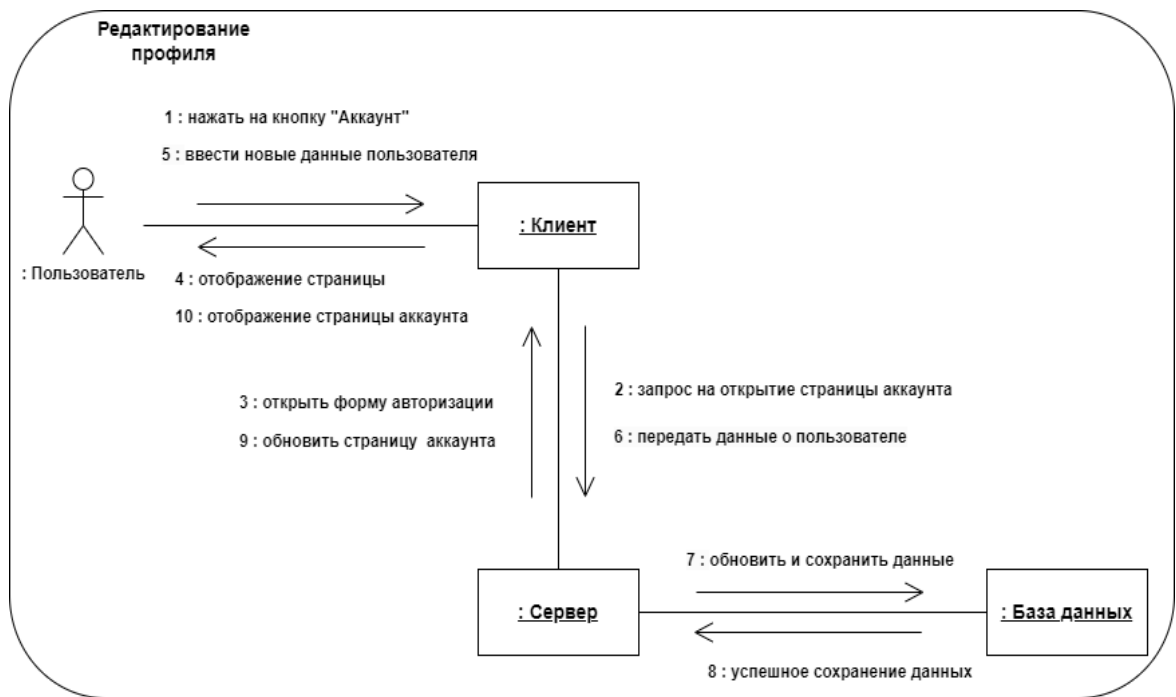 Редактирование
профиля
1 : нажать на кнопку "Аккаунт"
5 : ввести новые данные пользователя
: Клиент
: Пользователь
4 : отображение страницы
10 : отображение страницы аккаунта
3 : открыть форму авторизации
2 : запрос на открытие страницы аккаунта
9 : обновить страницу аккаунта
6 : передать данные о пользователе
7 : обновить и сохранить данные
: Сервер
: База данных
8 : успешное сохранение данных